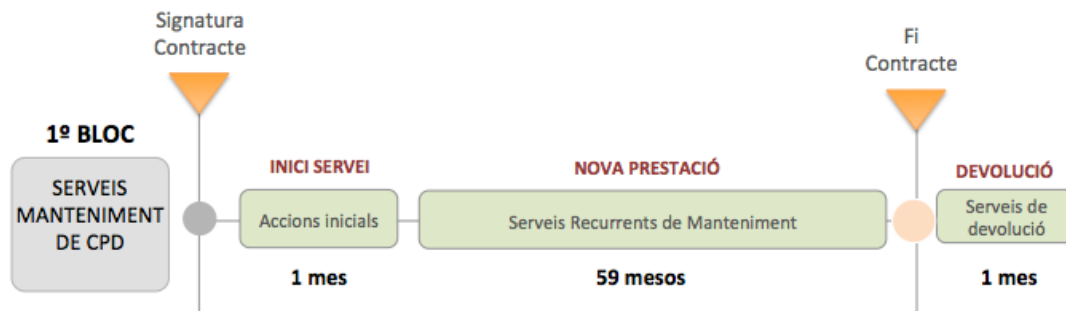 Signatura
Contracte
Fi
Contracte
1º BLOC
SERVEIS
MANTENIMENT
DE CPD
INICI SERVEI
NOVA PRESTACIÓ
DEVOLUCIÓ
Accions inicials
Serveis Recurrents de Manteniment
Serveis de
devolució
1 mes
59 mesos
1 mes